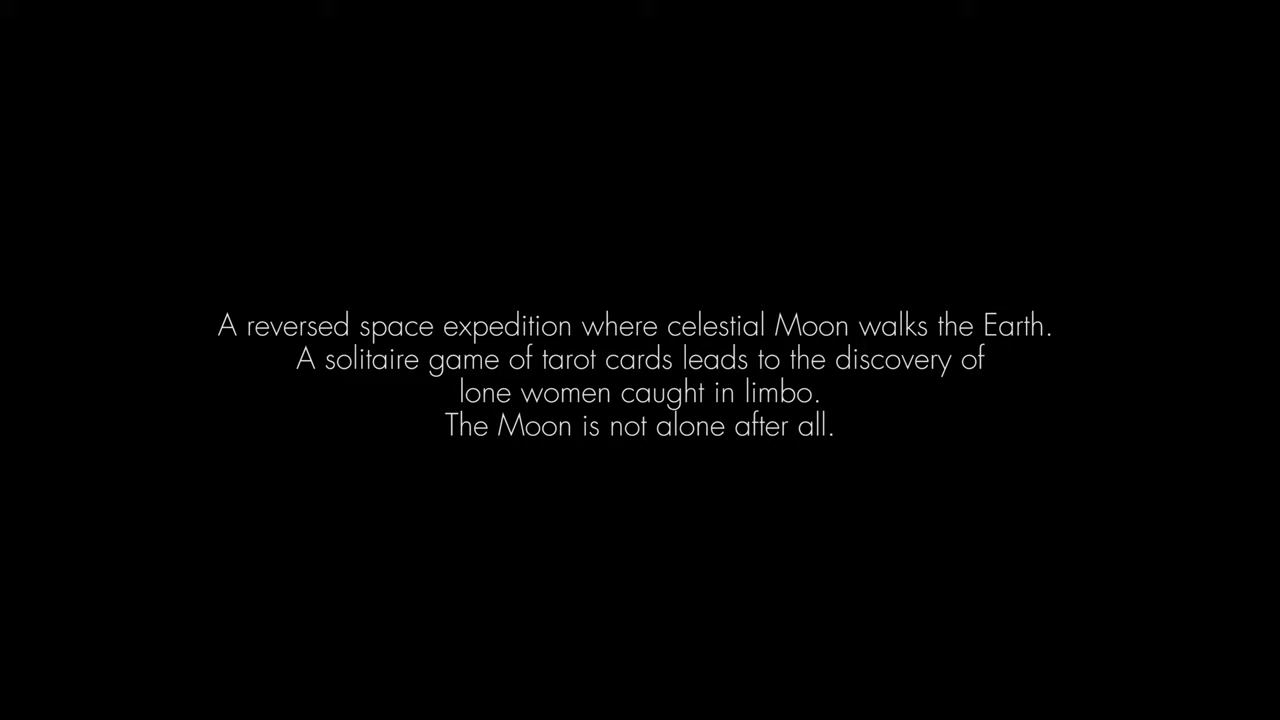 A reversed space expedition where celestial Moon walks the Earth.
A solitaire game of tarot cards leads to the discovery of
lone women caught in limbo.
The Moon is not alone after all.